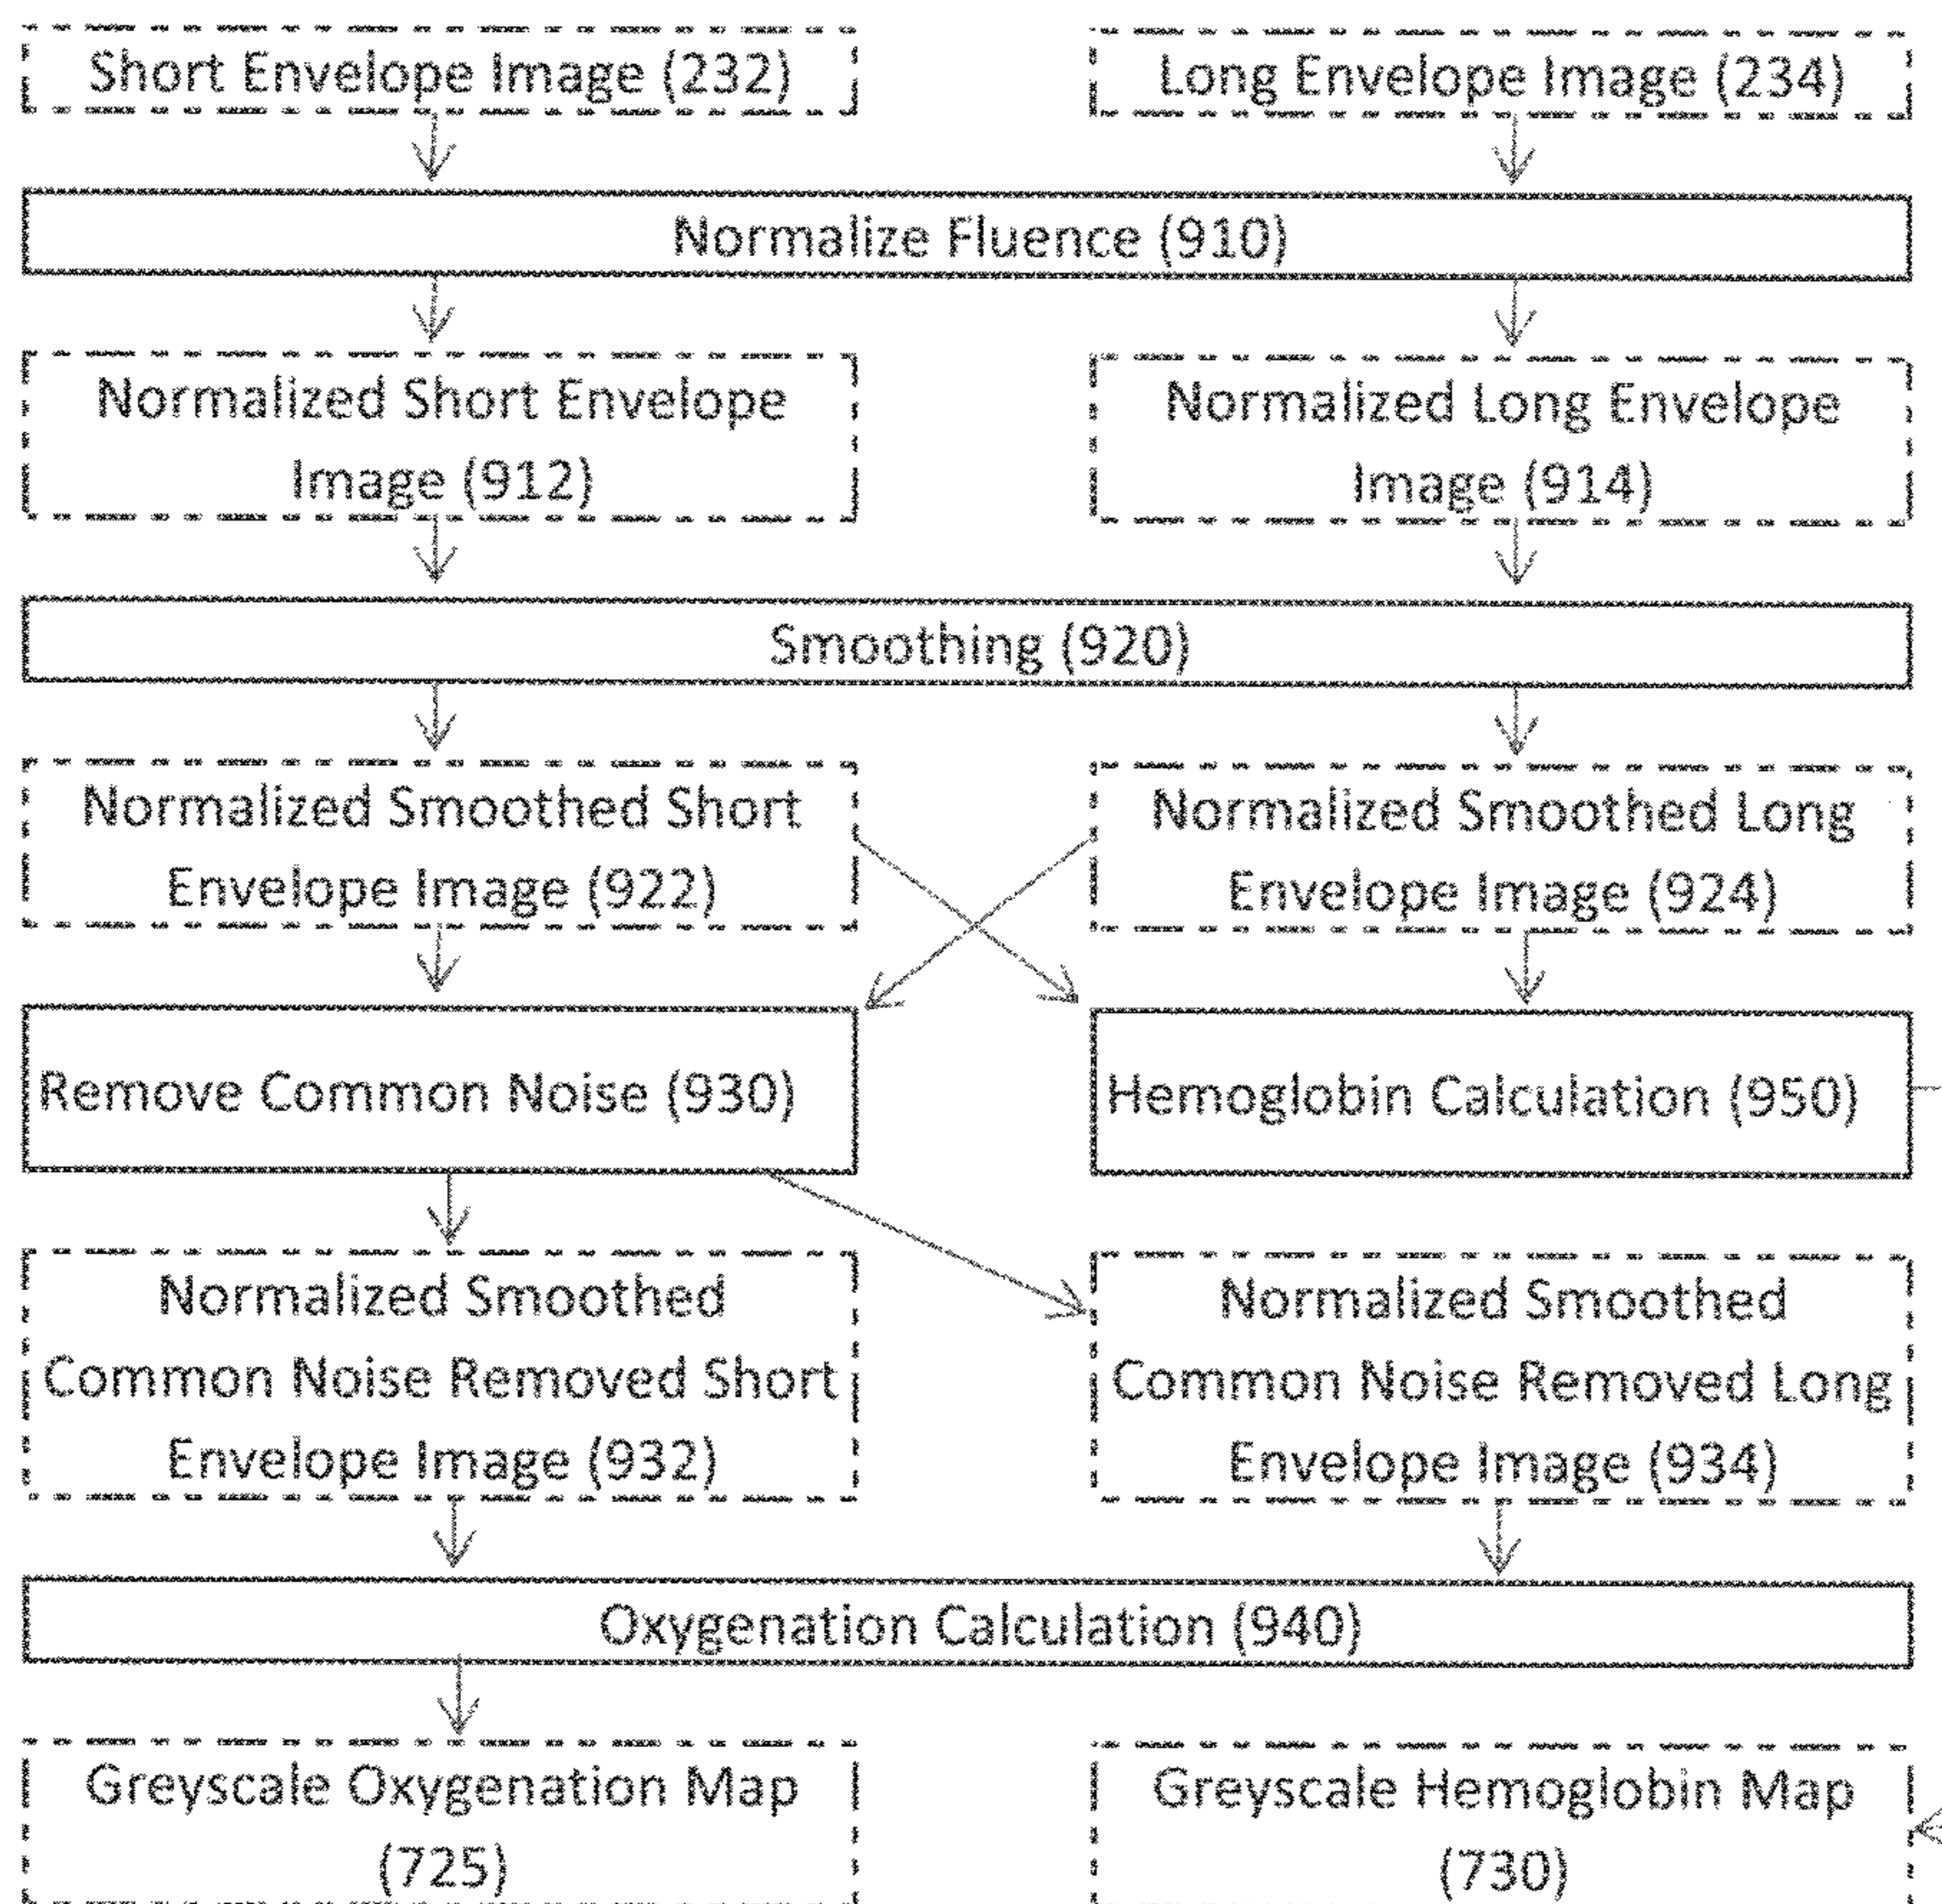 Short Envelope Image (232)
Long Envelope Image (234)
Normalize Fluence (910)
Normalized Short Envelope
Image (912)
Normalized Long Envelope
Image (914)
Smoothing (920)
Normalized Smoothed Short
Envelope Image (922)
Normalized Smoothed Long
Envelope Image (924)
Remove Common Noise (930)
Hemoglobin Calculation (950)
Normalized Smoothed
Common Noise Removed Short
Envelope Image (932)
Normalized Smoothed
Common Noise Removed Long
Envelope Image (934)
Oxygenation Calculation (940)
Greyscale Oxygenation Map
(725)
Greyscale Hemoglobin Map
(730)